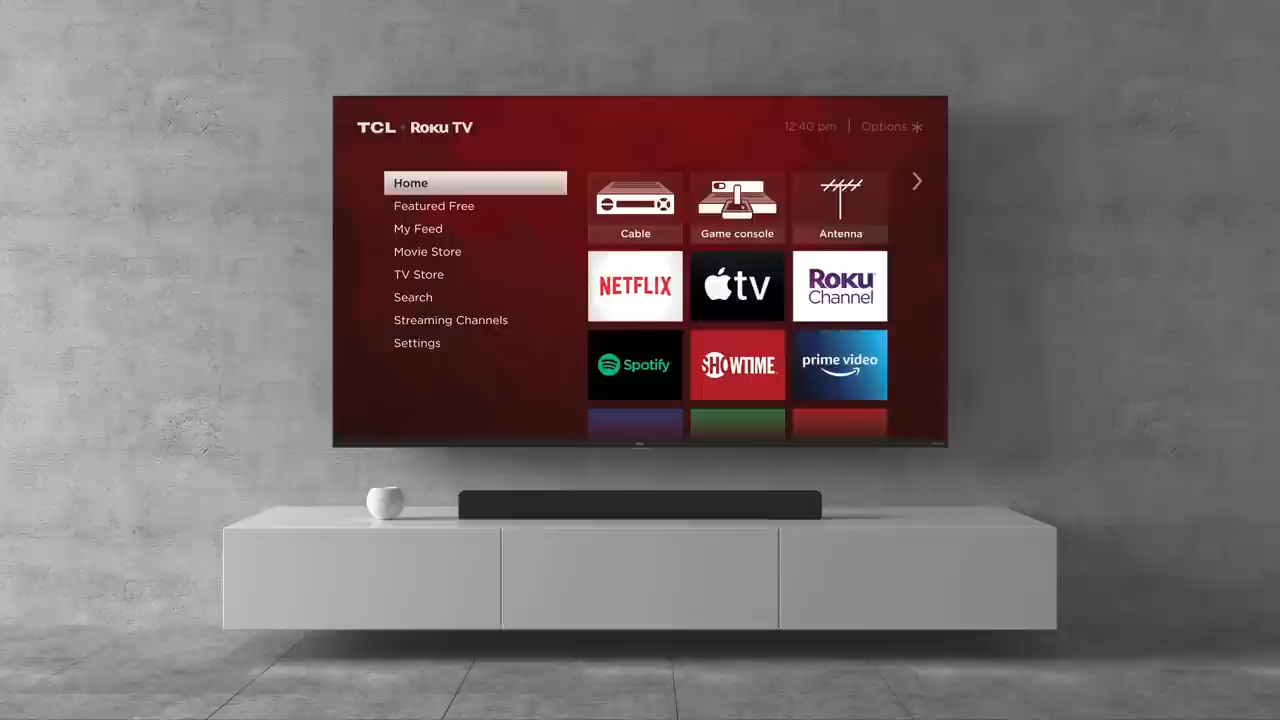 TCL • Roku TV
12:40 pm | Options
Home
Featured Free
My Feed
Movie Store
TV Store
Search
Streaming Channels
Settings
Cable
Game console
Antenna
NETFLIX
tv
Roku
Channel
Spotify
SHOWTIME
prime video
TCL